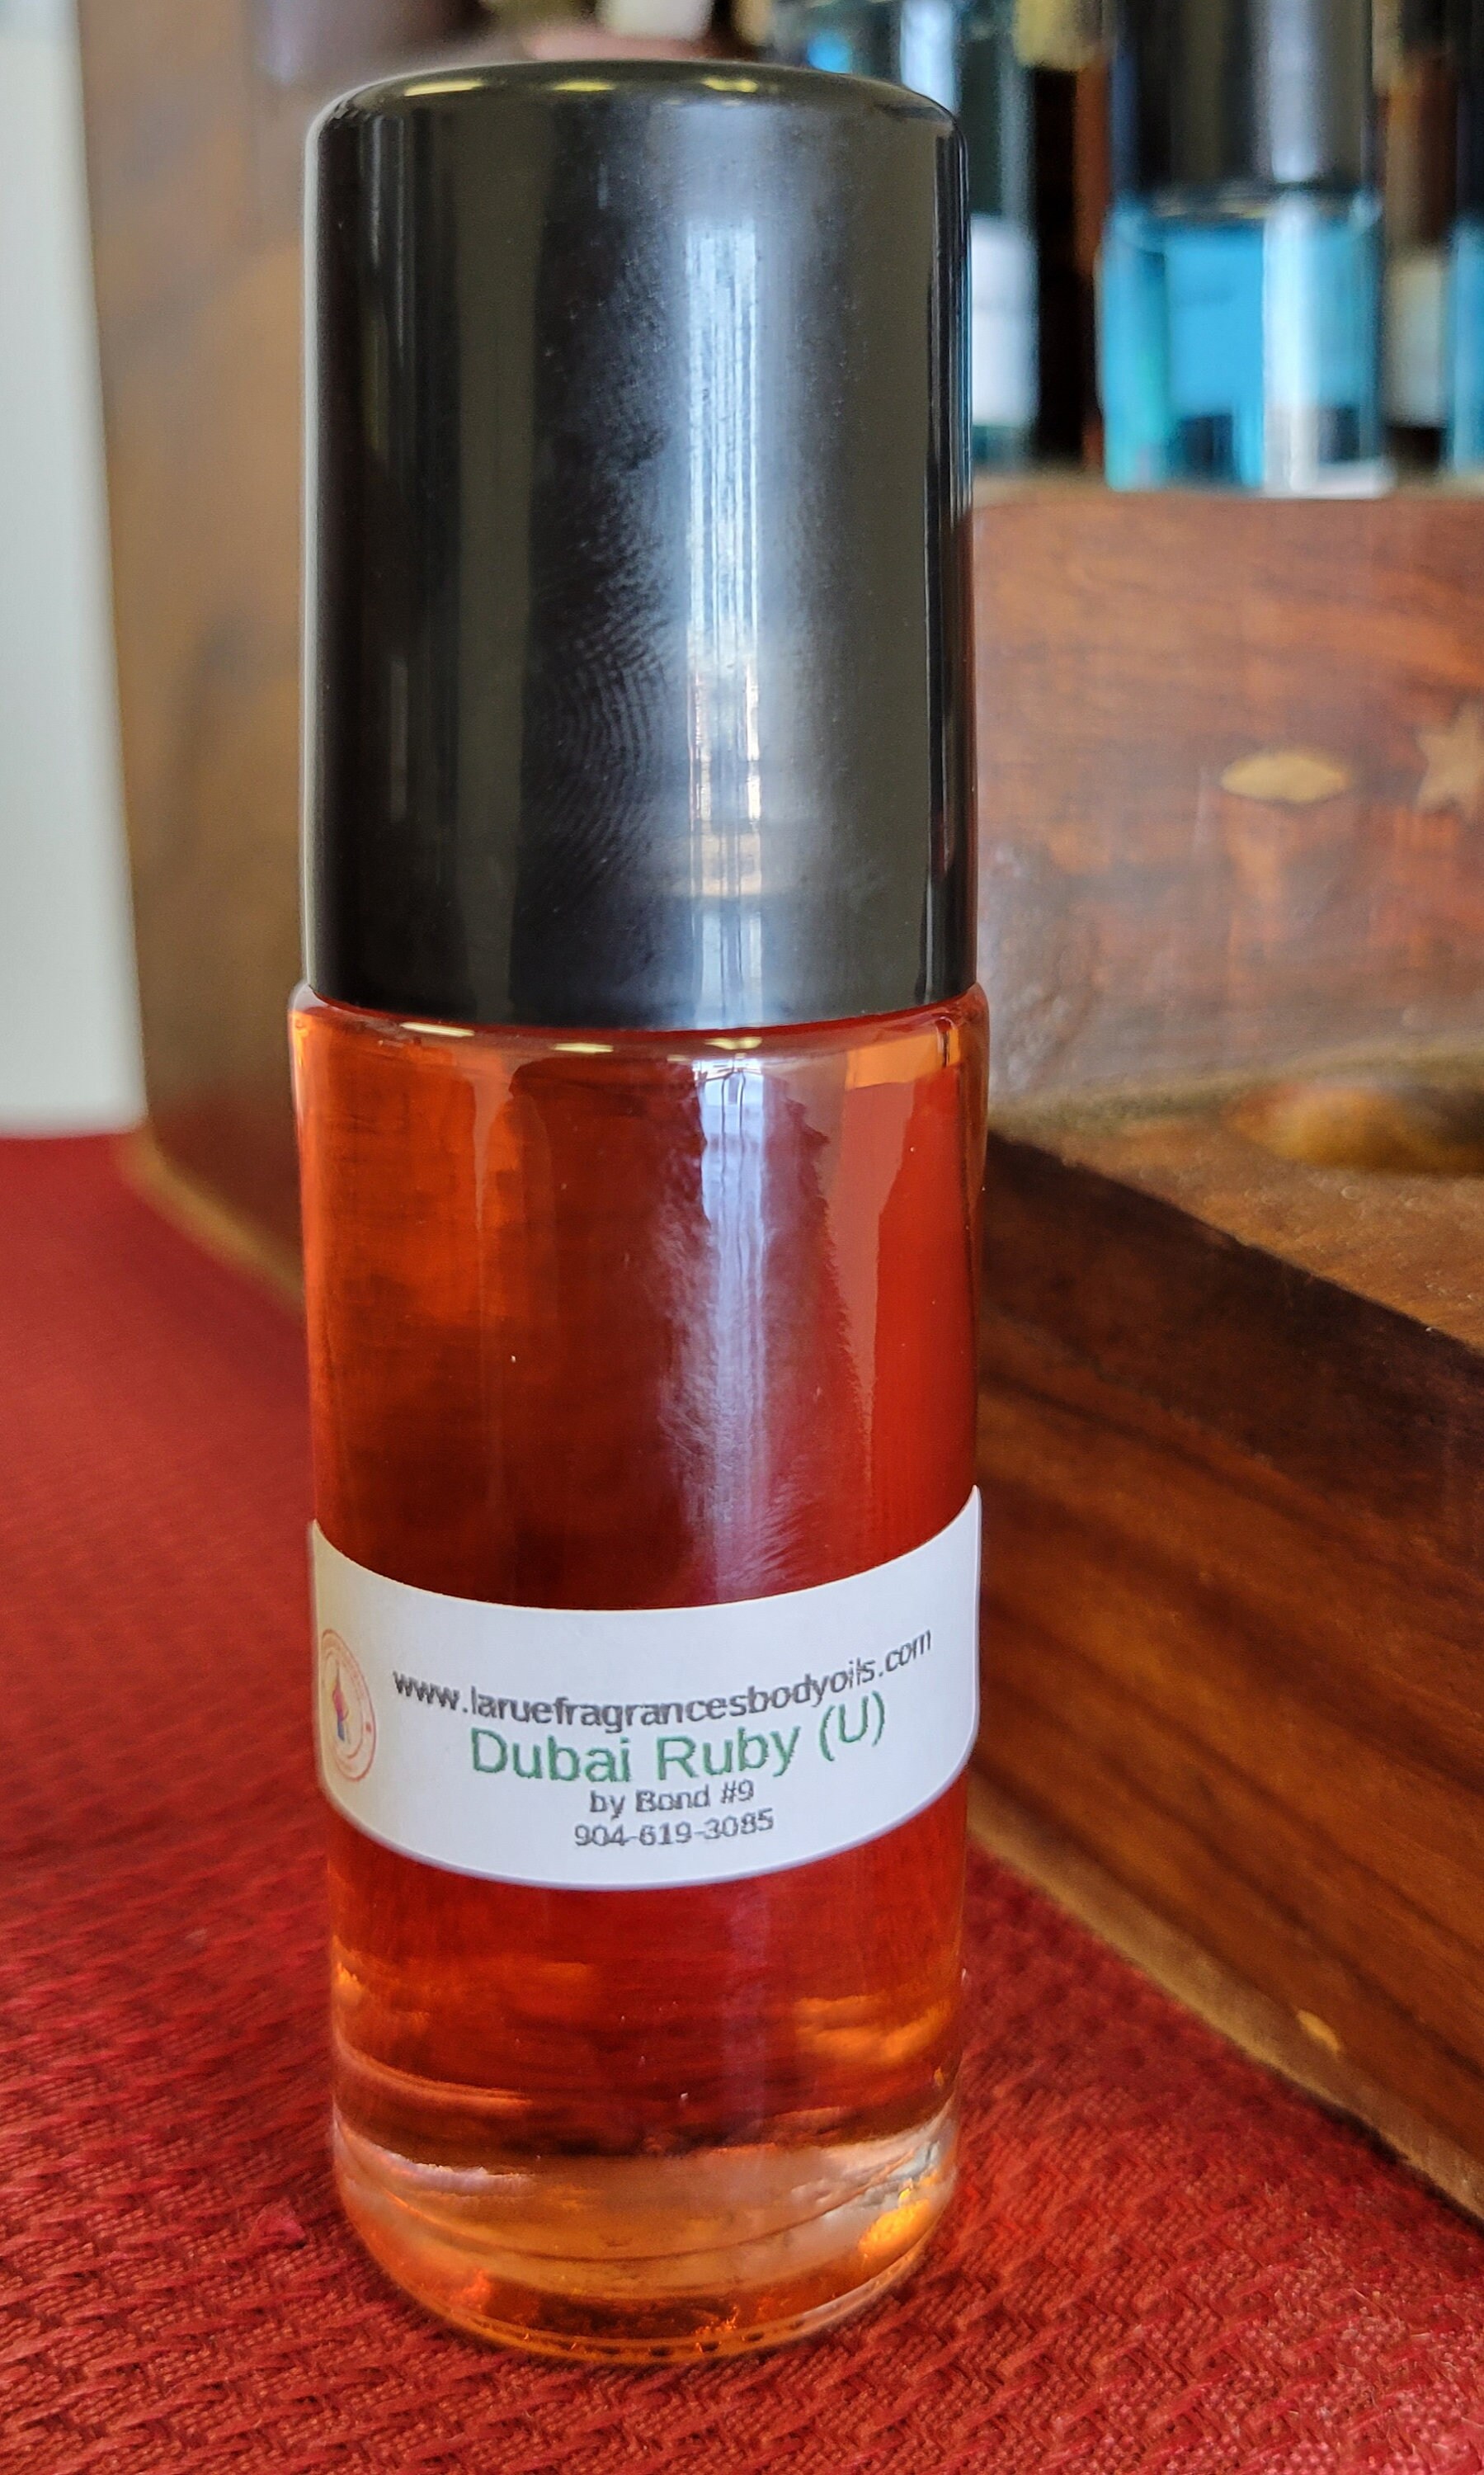 www.laruefragrancesbodyoils.com
Dubai Ruby (U)
by Bond #9
904-619-3085